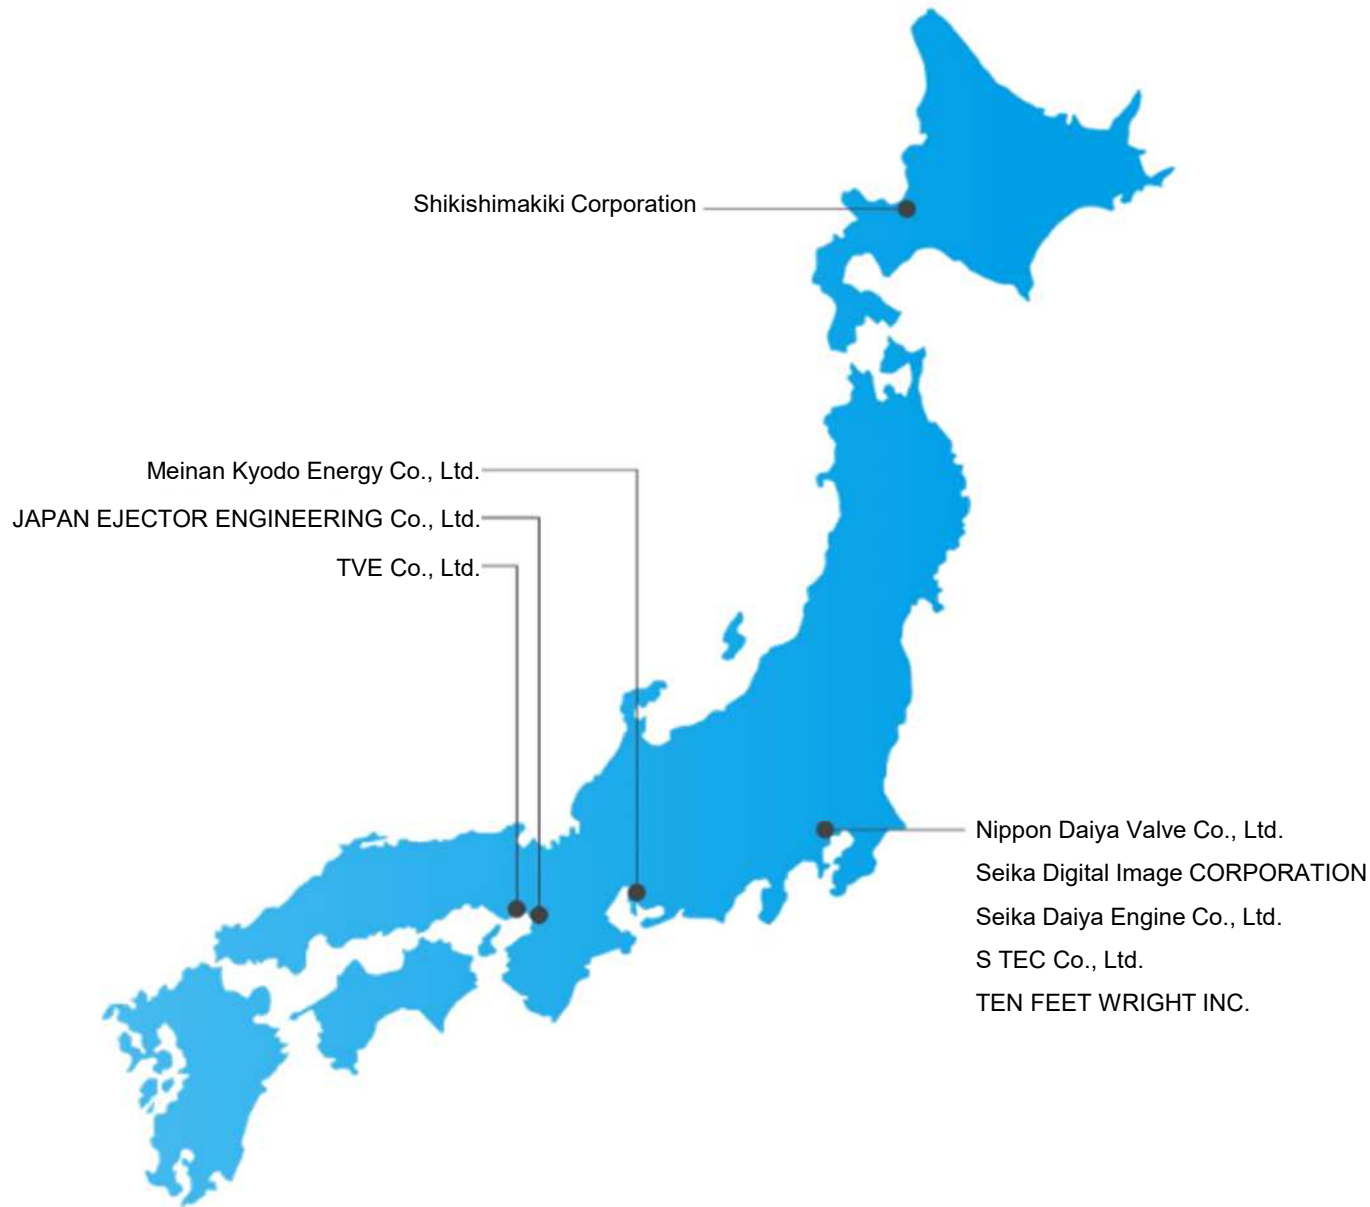 Shikishimakiki Corporation
Meinan Kyodo Energy Co., Ltd.
JAPAN EJECTOR ENGINEERING Co., Ltd.
TVE Co., Ltd.
Nippon Daiya Valve Co., Ltd.
Seika Digital Image CORPORATION
Seika Daiya Engine Co., Ltd.
S TEC Co., Ltd.
TEN FEET WRIGHT INC.